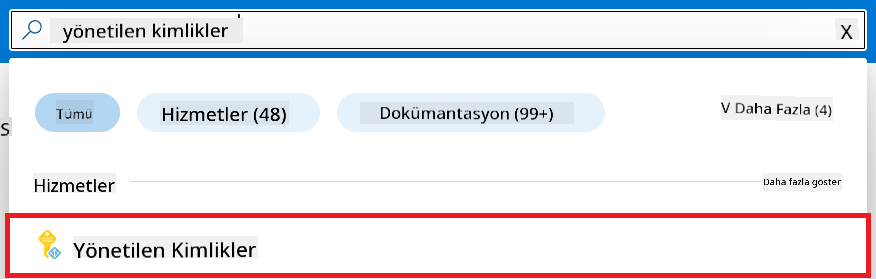 yönetilen kimlikler X
Tümü Hizmetler (48) Dokümantasyon (99+) V Daha Fazla (4)
S
Hizmetler Daha fazla göster
Yönetilen Kimlikler